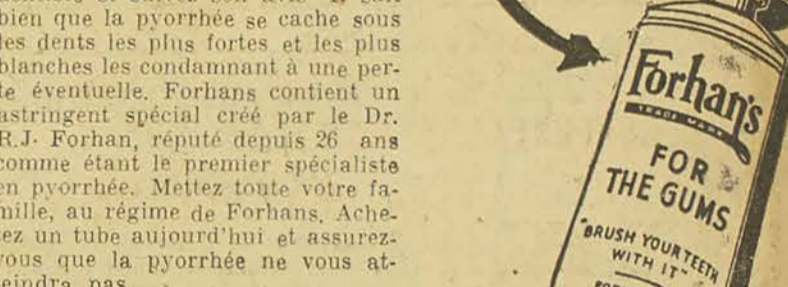 bien que la pyorrhée se cache sous
les dents les plus fortes et les plus
blanches les condamnant à une per-
te éventuelle. Forhans contient un
astringent spécial créé par le Dr.
R.J. Forhan, réputé depuis 26 ans
comme étant le premier spécialiste
en pyorrhée. Mettez toute votre fa-
mille, au régime de Forhans. Ache-
tez un tube aujourd'hui et assurez-
vous que la pyorrhée ne vous at-
teindra pas
Forhan's
TRADE MARK
FOR
THE GUMS
"BRUSH YOUR TEETH
WITH IT"